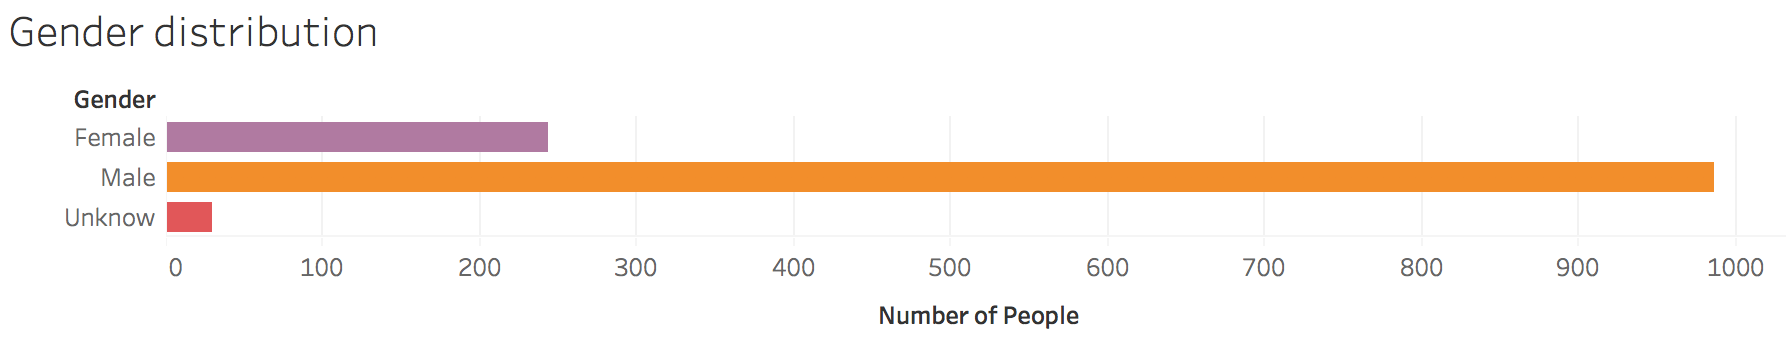 Gender distribution
Gender
Female
Male
Unknow
0 100 200 300 400 500 600 700 800 900 1000
Number of People